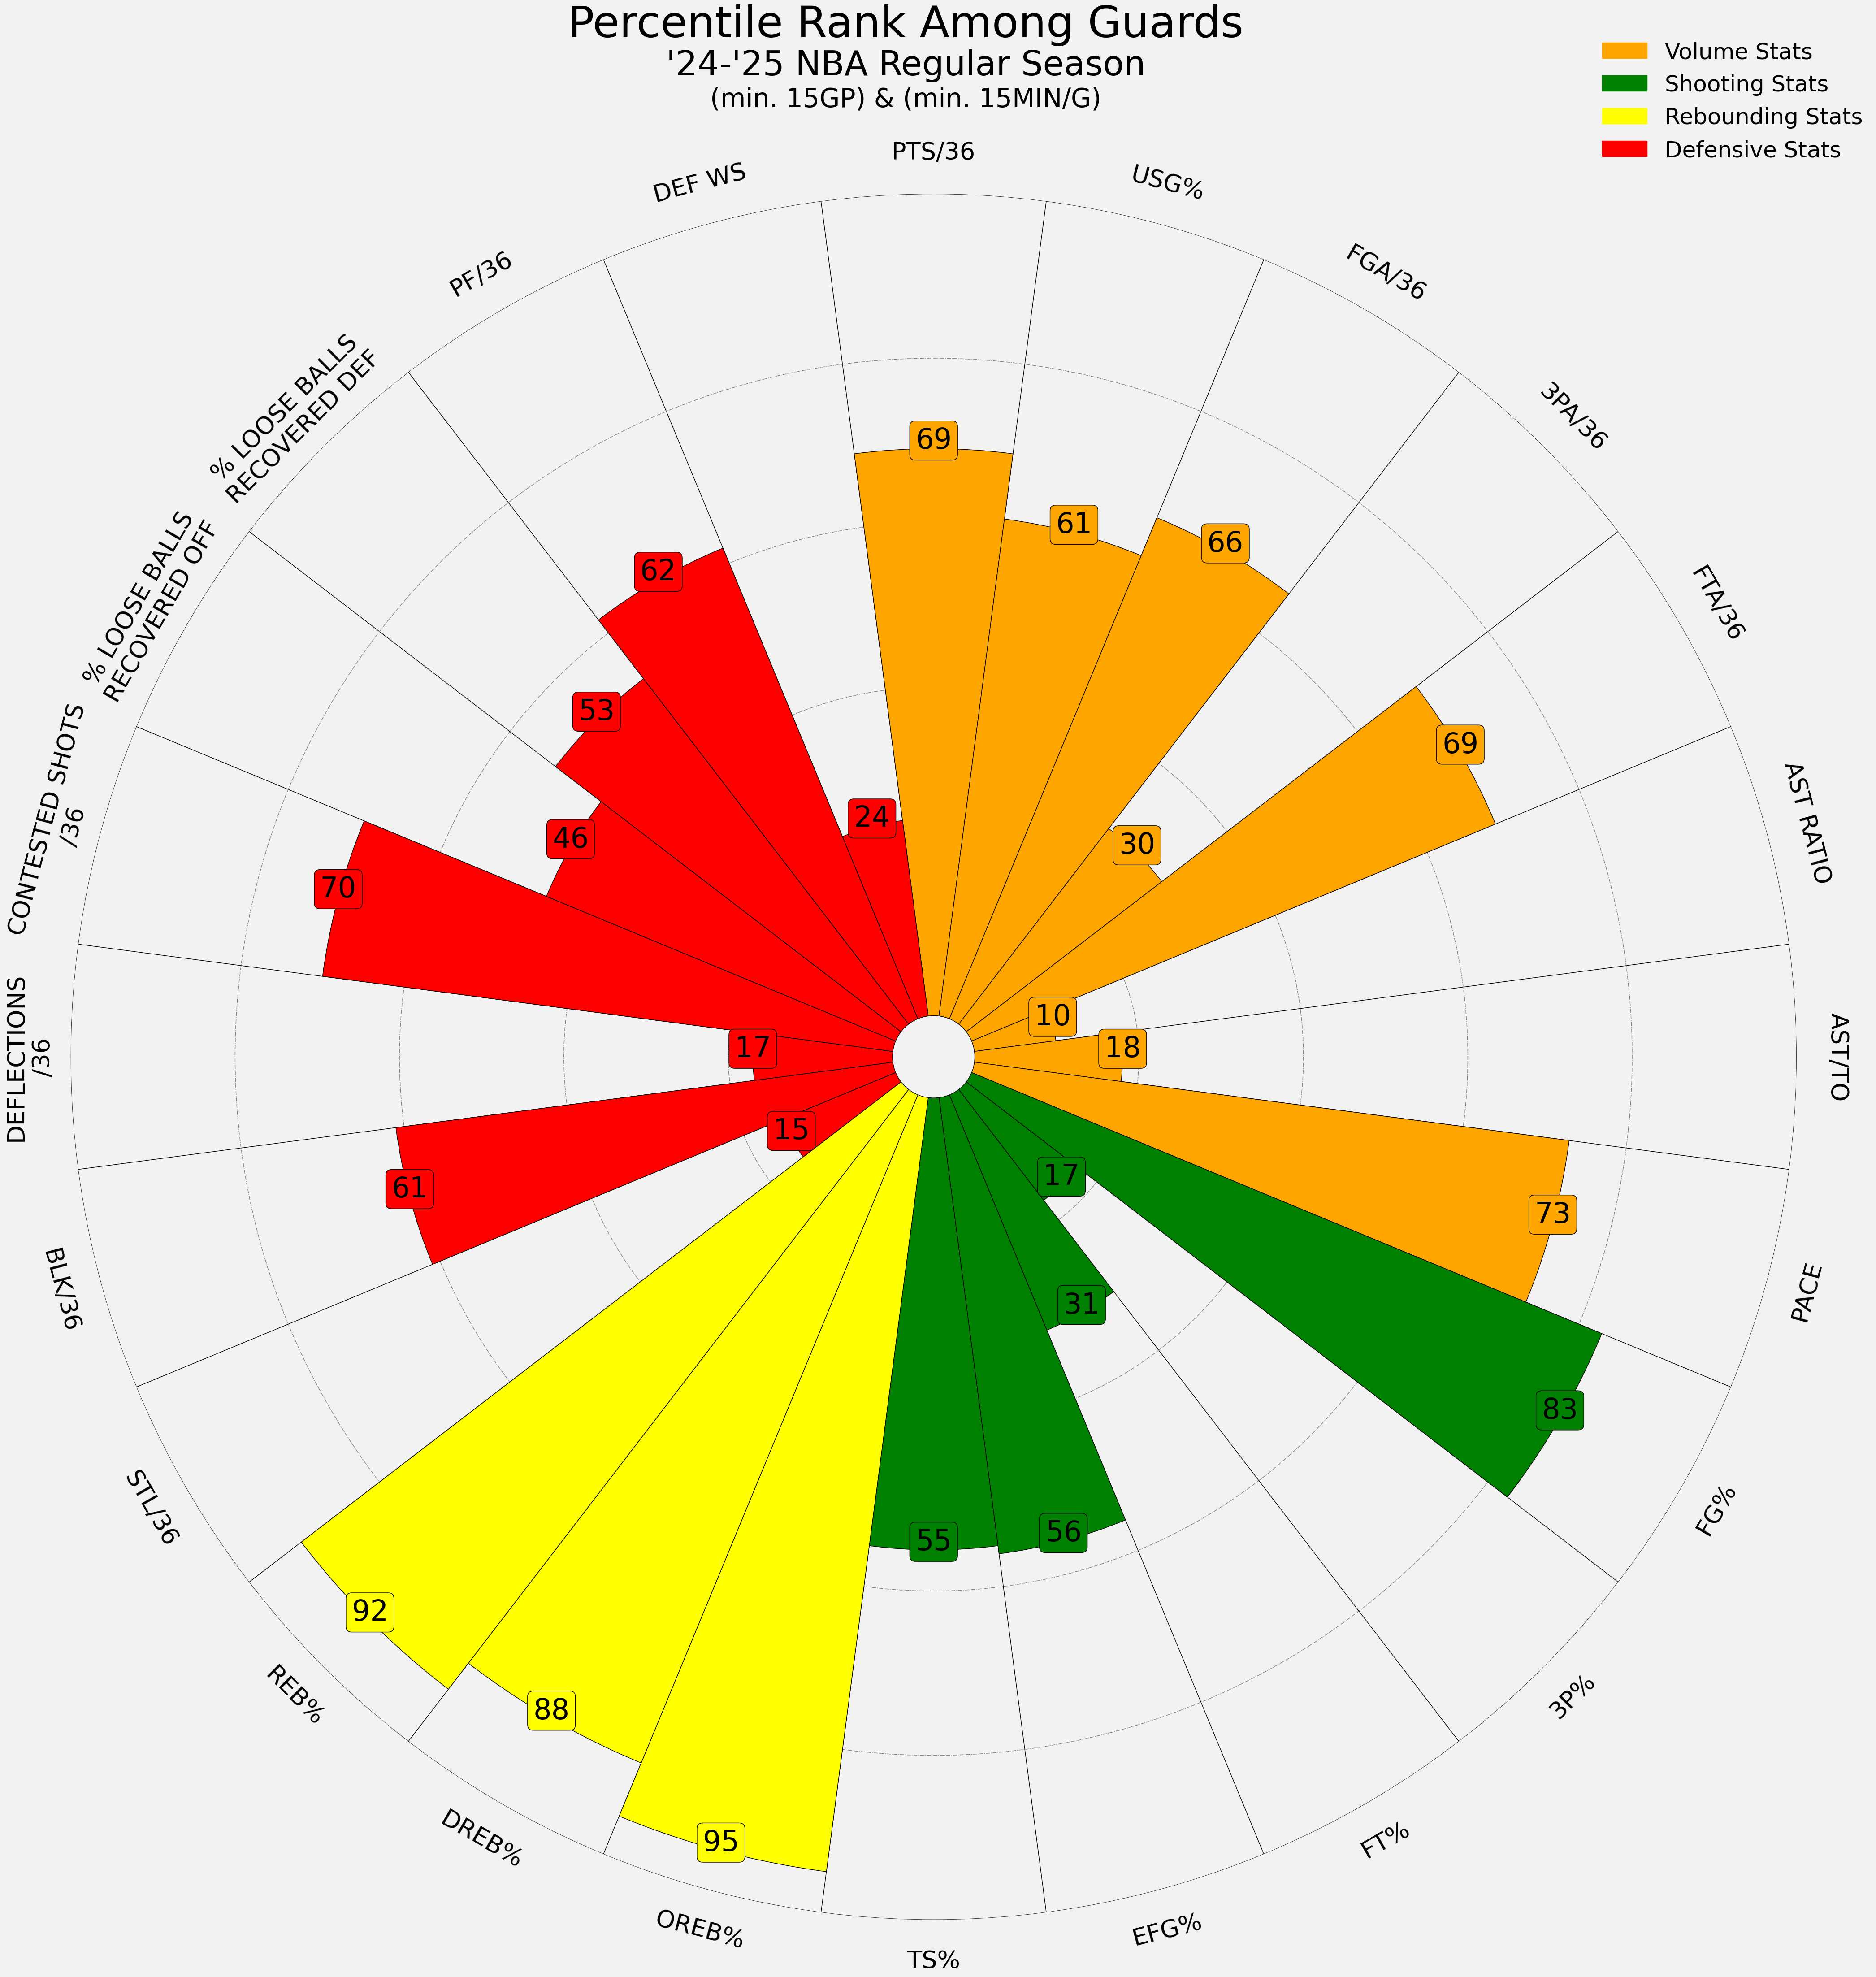 Percentile Rank Among Guards
'24-'25 NBA Regular Season
(min. 15GP) & (min. 15MIN/G)
Volume Stats
Shooting Stats
Rebounding Stats
Defensive Stats
PTS/36
69
USG%
61
FGA/36
66
3PA/36
30
FTA/36
69
AST RATIO
10
AST/TO
18
PACE
73
FG%
83
3P%
17
FT%
31
EFG%
56
TS%
55
OREB%
95
DREB%
88
REB%
92
STL/36
15
BLK/36
61
DEFLECTIONS
/36
17
CONTESTED SHOTS
/36
70
% LOOSE BALLS
RECOVERED OFF
46
% LOOSE BALLS
RECOVERED DEF
53
PF/36
62
DEF WS
24